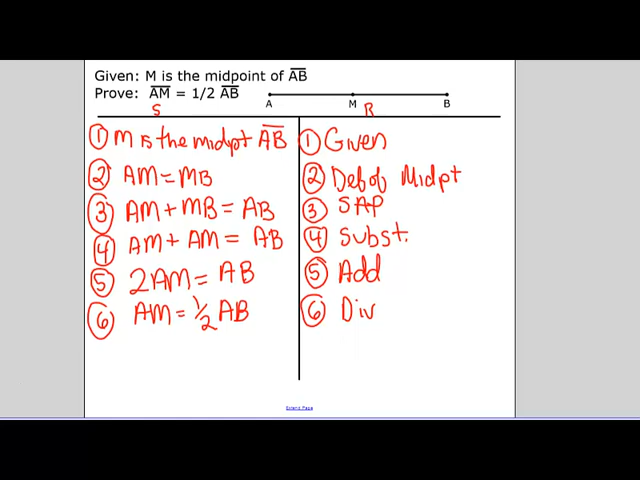 Given: M is the midpoint of AB
Prove: AM = 1/2 AB
A M B
S R
① M is the midpt AB ① Given
② AM = MB ② Def of Midpt
③ AM + MB = AB ③ SAP
④ AM + AM = AB ④ Subst.
⑤ 2AM = AB ⑤ Add
⑥ AM = 1/2 AB ⑥ Div
Extend Page